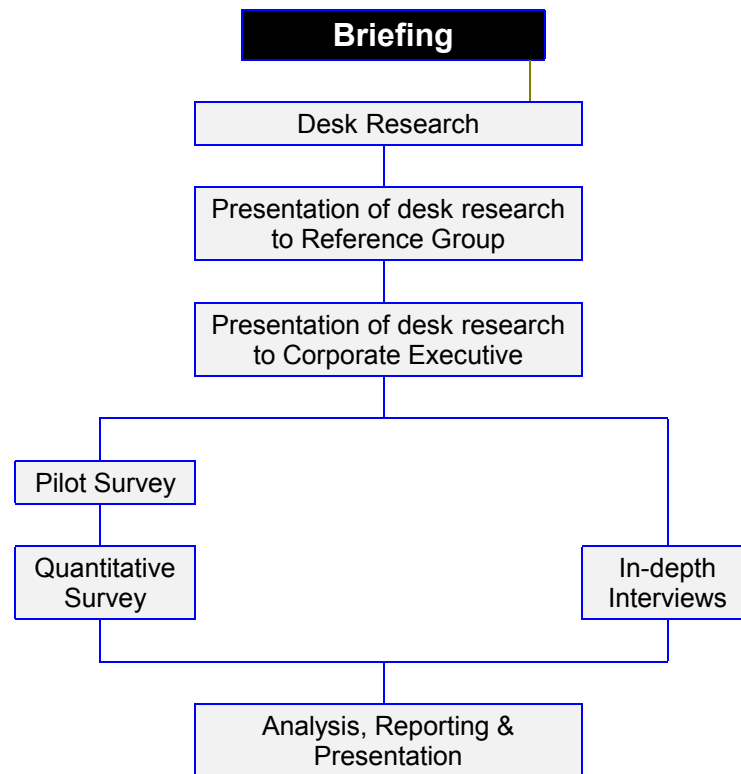 Briefing
Desk Research
Presentation of desk research
to Reference Group
Presentation of desk research
to Corporate Executive
Pilot Survey
Quantitative
Survey
In-depth
Interviews
Analysis, Reporting &
Presentation